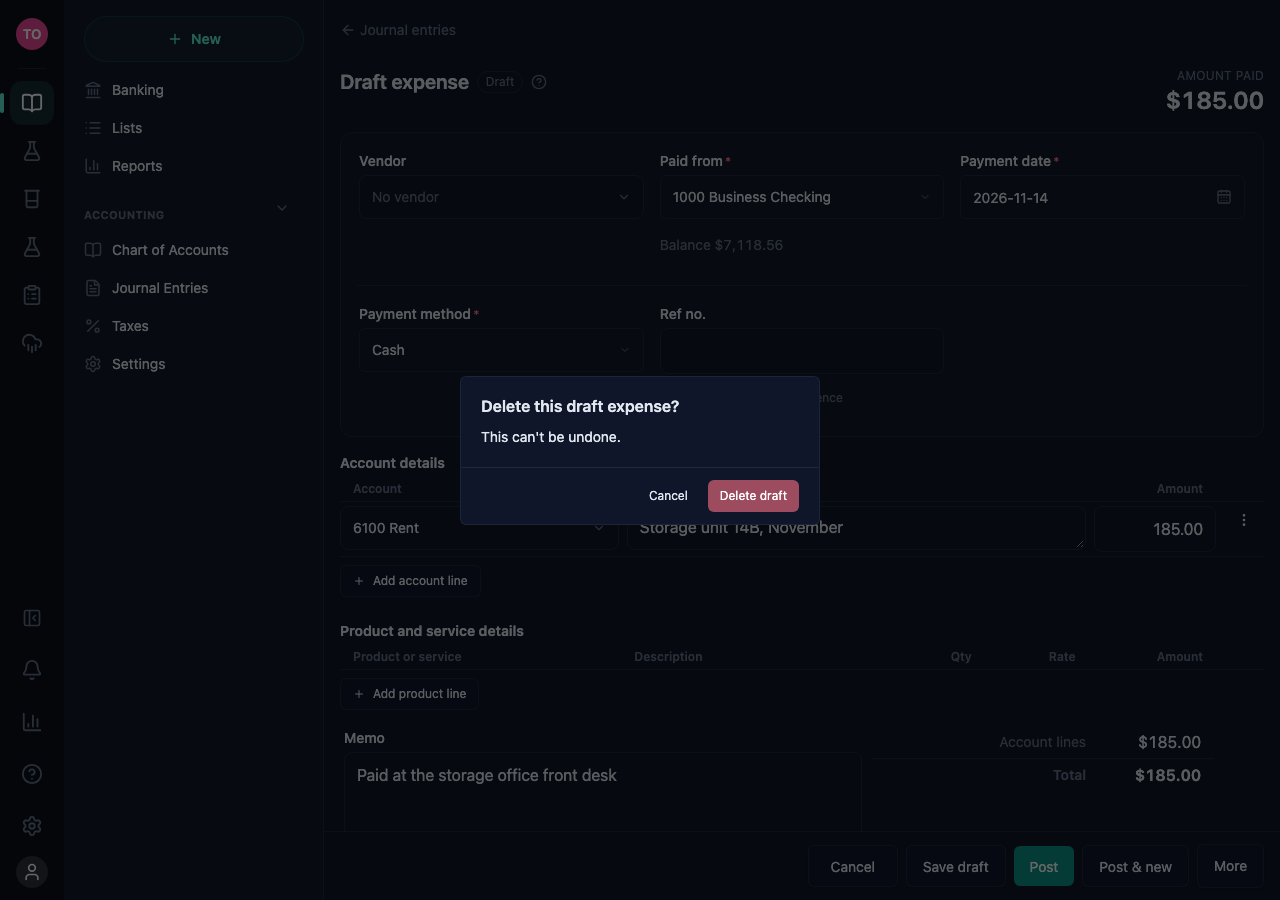 TO
New
Banking
Lists
Reports
ACCOUNTING
Chart of Accounts
Journal Entries
Taxes
Settings
Journal entries
Draft expense
Draft
AMOUNT PAID
$185.00
Vendor
Paid from *
Payment date *
No vendor
1000 Business Checking
2026-11-14
Balance $7,118.56
Payment method *
Ref no.
Cash
Delete this draft expense?
This can't be undone.
Cancel
Delete draft
Account details
Account
Amount
6100 Rent
Storage unit 14B, November
185.00
Add account line
Product and service details
Product or service
Description
Qty
Rate
Amount
Add product line
Memo
Paid at the storage office front desk
Account lines
$185.00
Total
$185.00
Cancel
Save draft
Post
Post & new
More